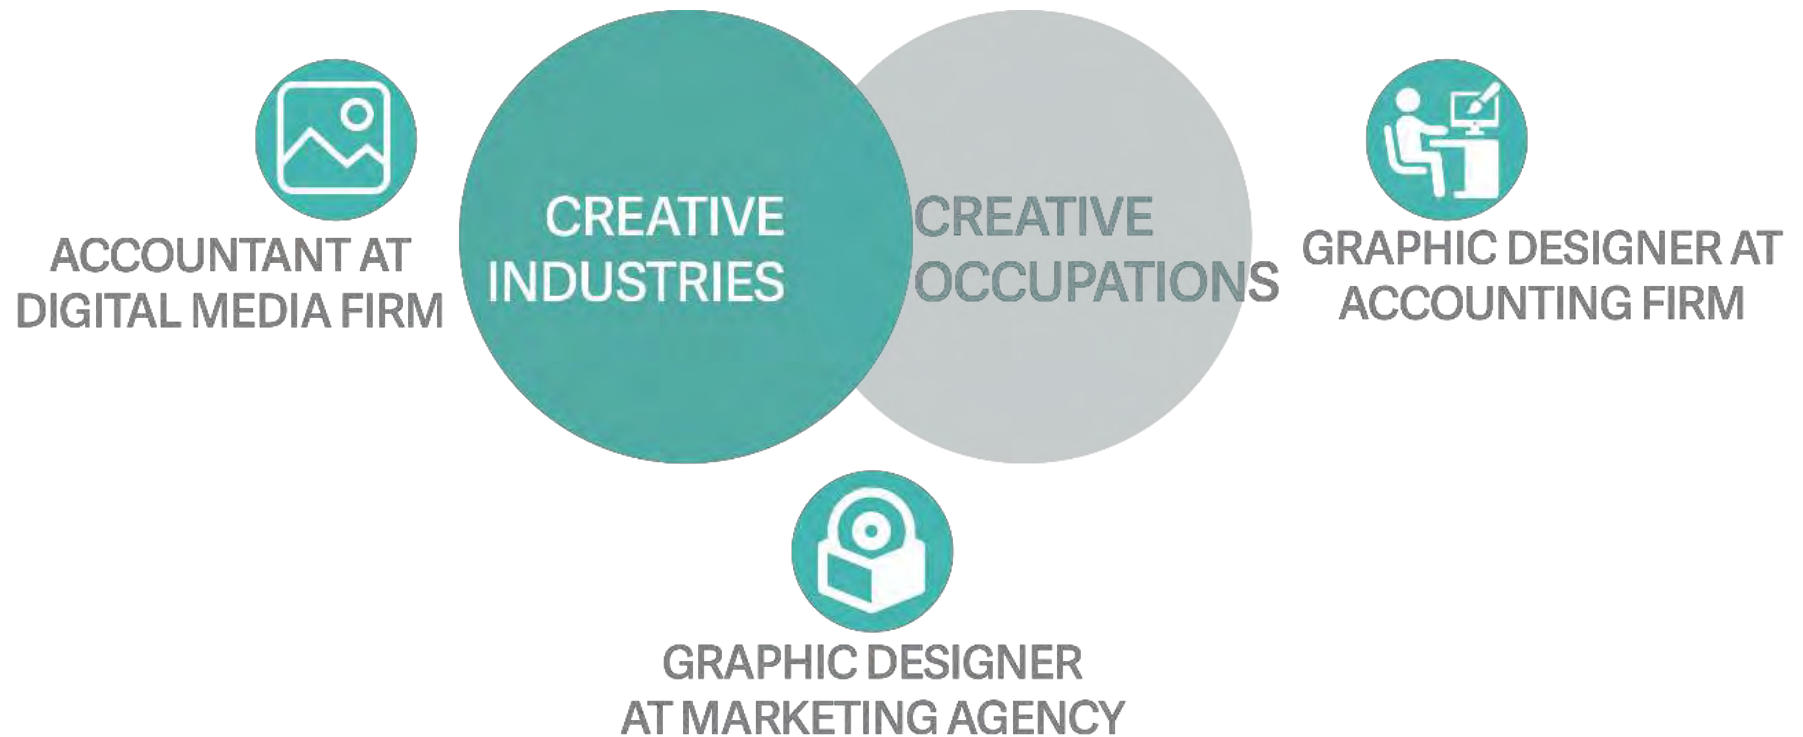 ACCOUNTANT AT
DIGITAL MEDIA FIRM
CREATIVE
INDUSTRIES
CREATIVE
OCCUPATIONS
GRAPHIC DESIGNER AT
ACCOUNTING FIRM
GRAPHIC DESIGNER
AT MARKETING AGENCY